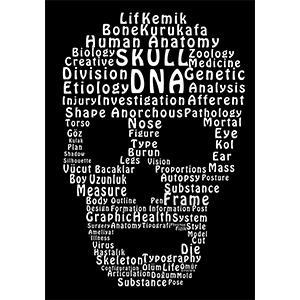 Lif Kemik
Bone Kurukafa
Human Anatomy
Biology SKULL Zoology
Creative Medicine
Division DNA Genetic
Etiology Analysis
Injury Investigation Afferent
Shape Anorchous Pathology
Torso Nose Mortal
Göz Figure Eye
Kulak Type Kol
Plan Burun Ear
Shadow
Silhouette Legs Vision Mass
Vücut Bacaklar Proportions
Boy Uzunluk Autopsy Posture
Measure Substance
Body Outline Pen Frame
Design Formation Information Post
Graphic Health System
Surgery Anatomy Tipografi Style
Ameliyat Model
Illness Cut
Virus Die
Hastalık Typography
Skeleton Ölüm Life Ömür
Configuration
Articulation Doğum Mold
Substance Pose